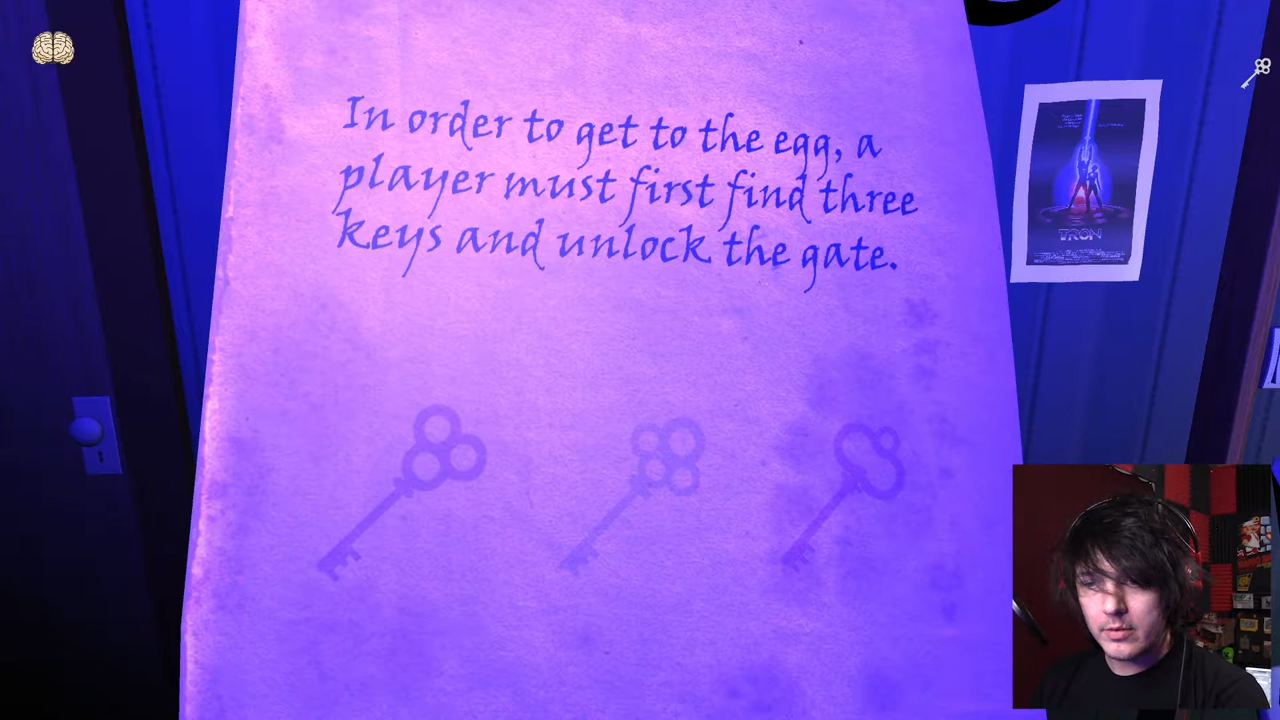 In order to get to the egg, a
player must first find three
keys and unlock the gate.
TRON